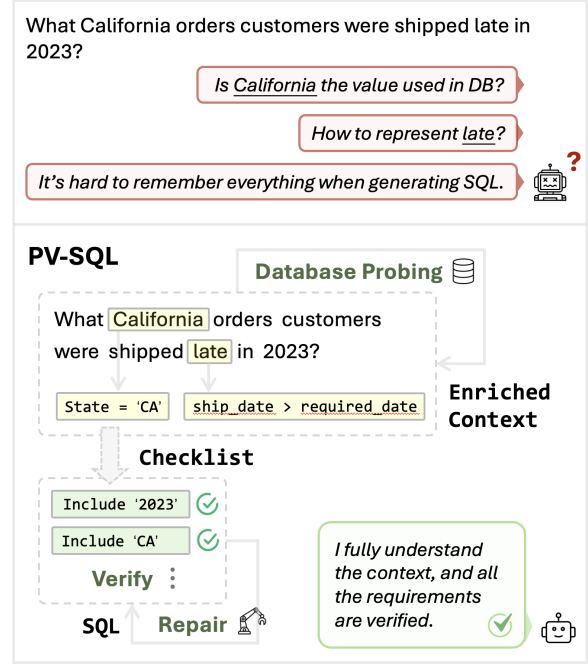 What California orders customers were shipped late in
2023?
Is California the value used in DB?
How to represent late?
It's hard to remember everything when generating SQL.
?
PV-SQL
Database Probing
What California orders customers
were shipped late in 2023?
State = 'CA'
ship_date > required_date
Enriched
Context
Checklist
Include '2023'
Include 'CA'
Verify
SQL
Repair
I fully understand
the context, and all
the requirements
are verified.